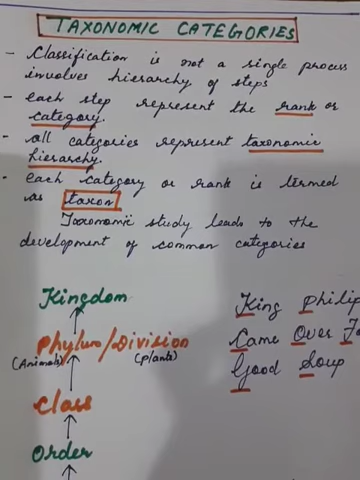 TAXONOMIC CATEGORIES
- Classification is not a single process
involves hierarchy of steps
- each step represent the rank or
category.
- all categories represent taxonomic
hierarchy.
- each category or rank is termed
as taxon
Taxonomic study leads to the
development of common categories
Kingdom
Phylum/Division
(Animals) (plants)
Class
Order
King Philip
Came Over
Good Soup